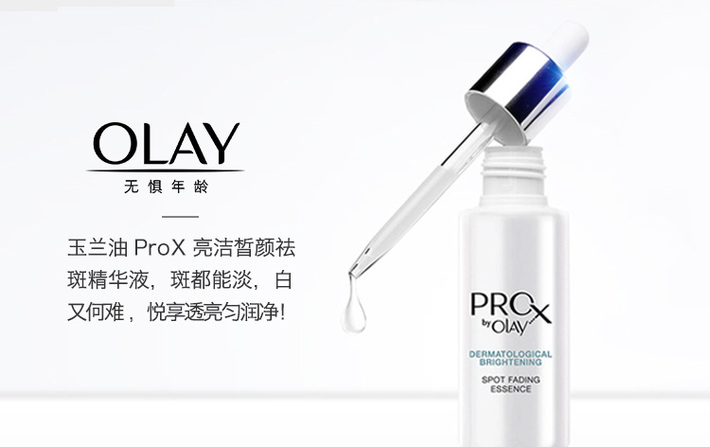 OLAY
无惧年龄
玉兰油 ProX 亮洁皙颜祛
斑精华液，斑都能淡，白
又何难，悦享透亮匀润净！
PROX
by OLAY
DERMATOLOGICAL
BRIGHTENING
SPOT FADING
ESSENCE